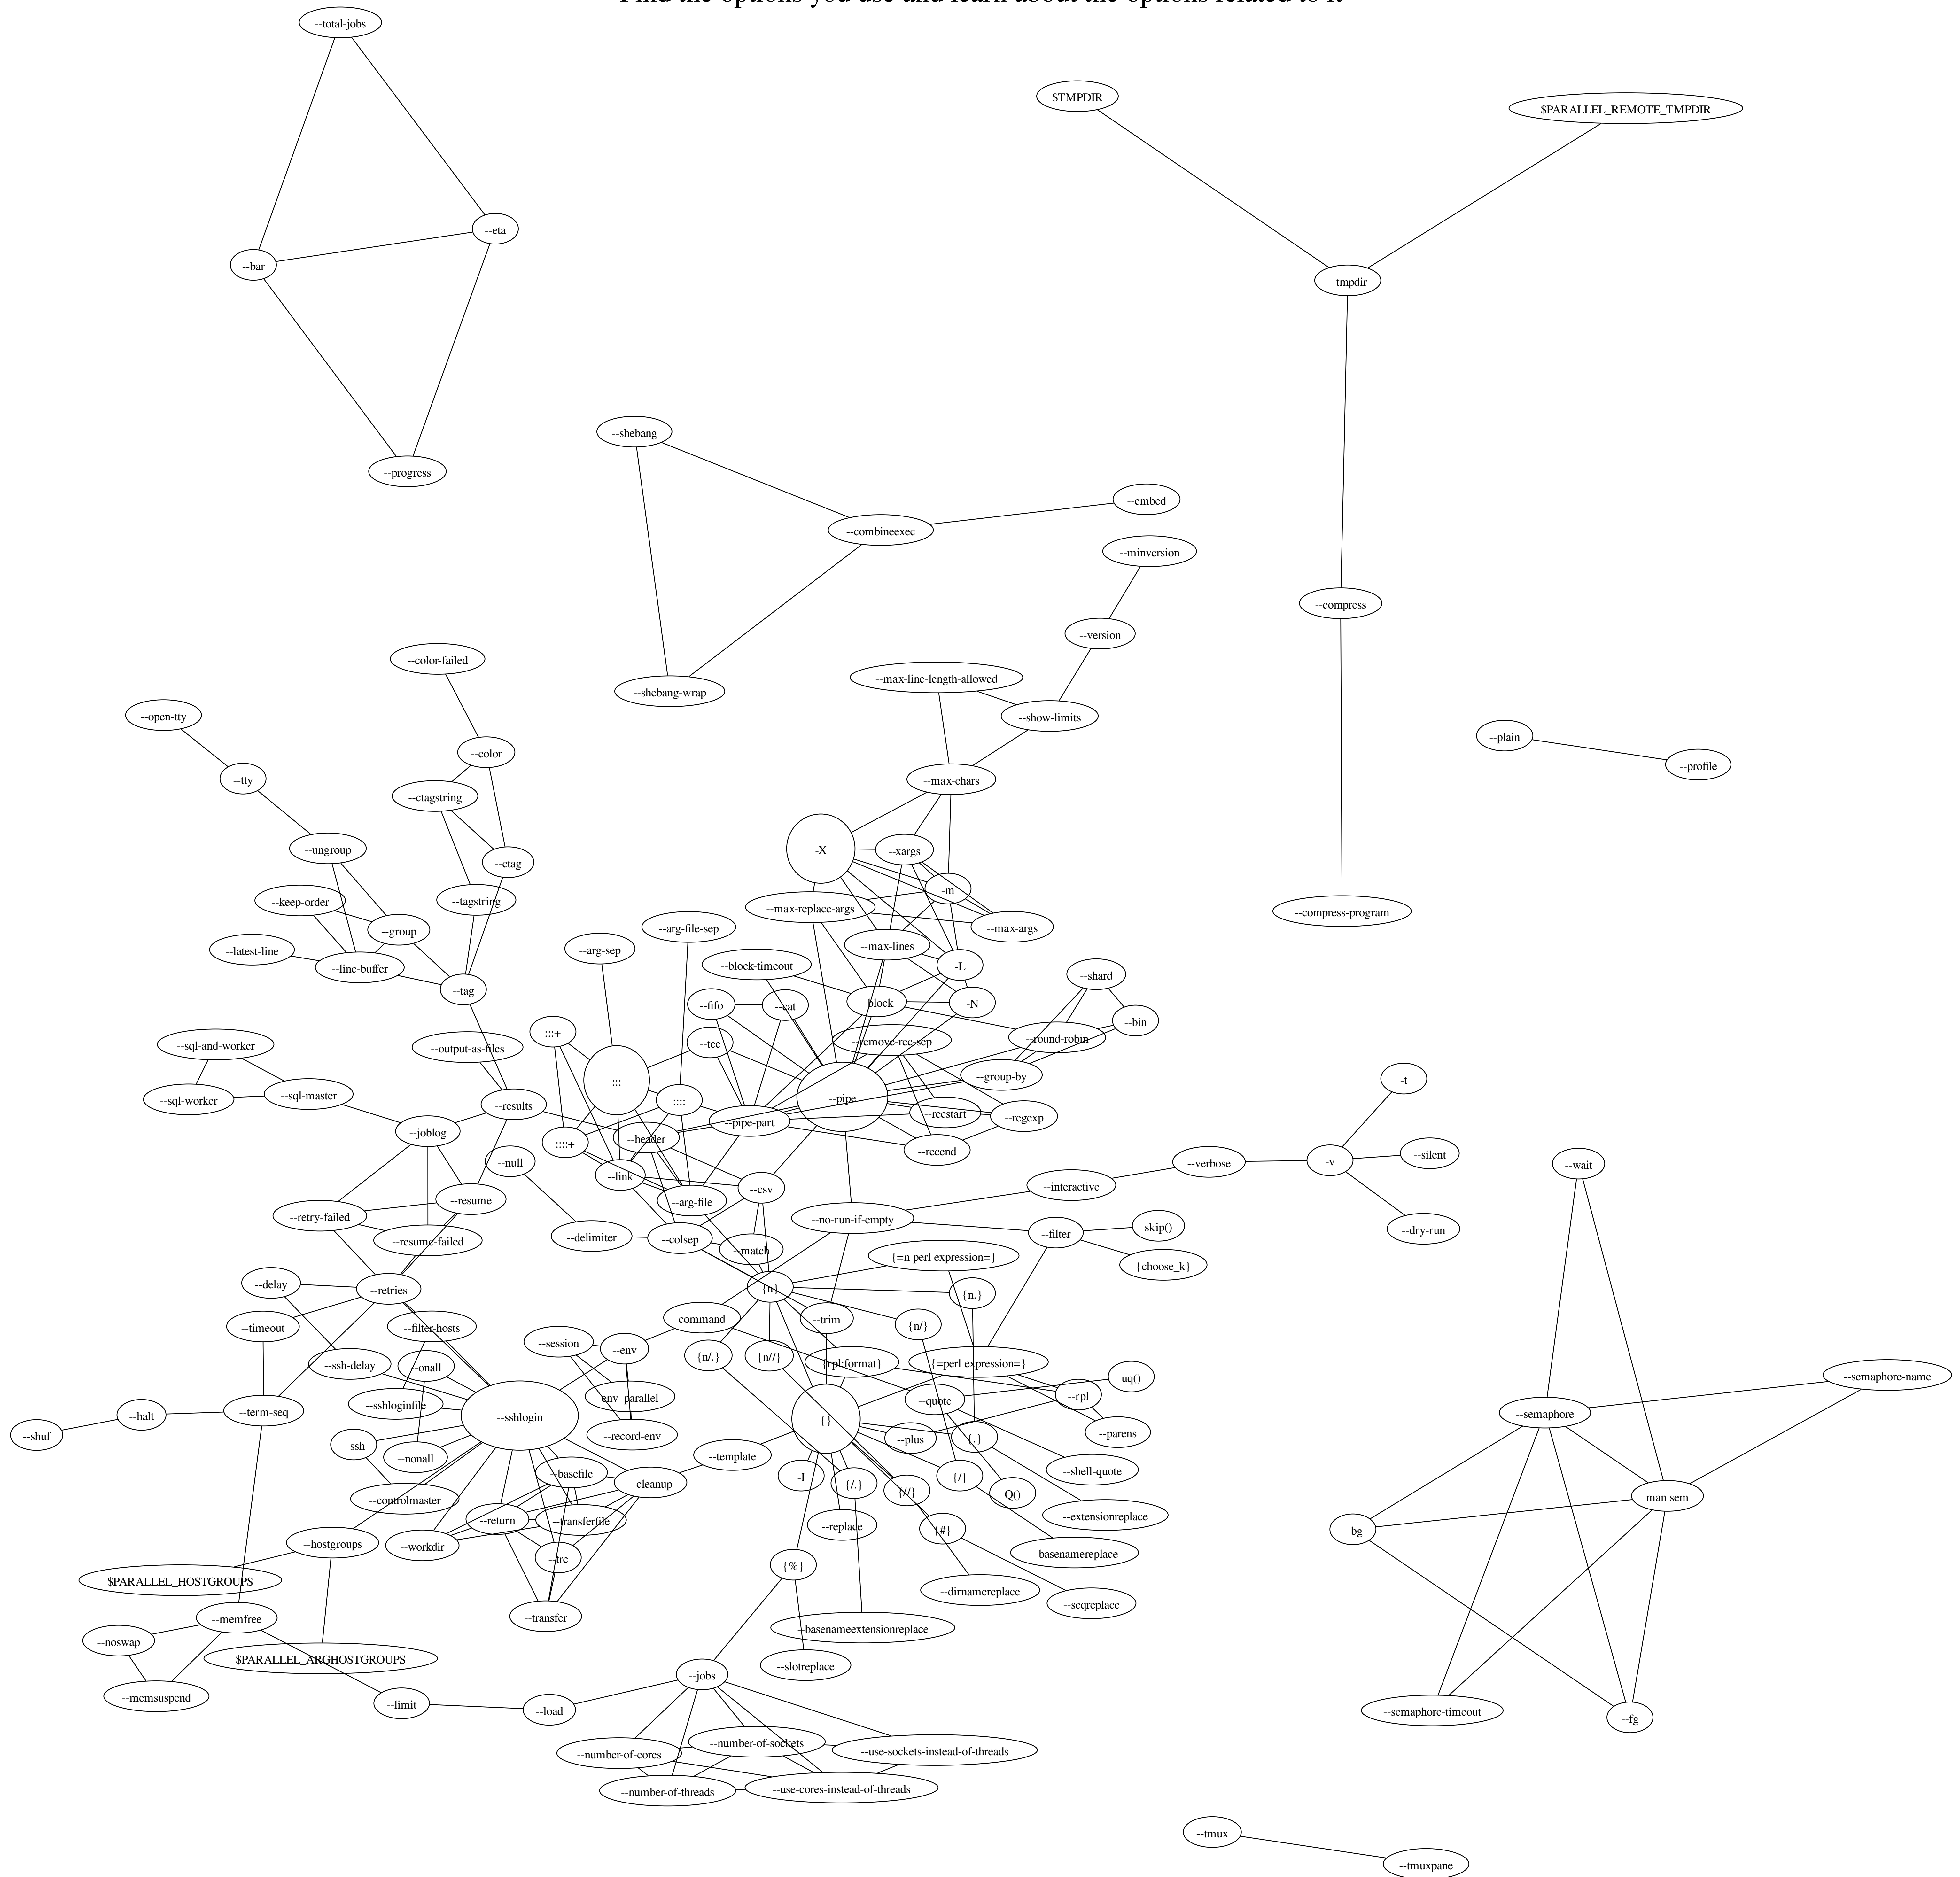 Find the options you use and learn about the options related to it
--total-jobs
$TMPDIR
$PARALLEL_REMOTE_TMPDIR
--eta
--bar
--tmpdir
--shebang
--progress
--embed
--combineexec
--minversion
--compress
--version
--color-failed
--max-line-length-allowed
--shebang-wrap
--open-tty
--show-limits
--plain
--color
--profile
--tty
--max-chars
--ctagstring
--ungroup
-X
--xargs
--ctag
-m
--keep-order
--tagstring
--max-replace-args
--compress-program
--group
--arg-file-sep
--max-args
--latest-line
--arg-sep
--max-lines
--line-buffer
--block-timeout
-L
--shard
--tag
--fifo
--cat
--block
-N
--bin
:::+
--sql-and-worker
--output-as-files
--tee
--remove-rec-sep
--round-robin
:::
--group-by
-t
--sql-worker
--sql-master
--results
::::
--pipe
--joblog
::::+
--header
--pipe-part
--recstart
--regexp
--recend
--null
--verbose
-v
--silent
--wait
--link
--csv
--interactive
--resume
--arg-file
--retry-failed
--no-run-if-empty
skip()
--dry-run
--resume-failed
--delimiter
--colsep
--match
--filter
{=n perl expression=}
{choose_k}
--delay
--retries
{n}
{n.}
--timeout
--filter-hosts
command
--trim
{n/}
--session
--env
{n/.}
{n//}
--ssh-delay
--onall
{rpl:format}
{=perl expression=}
uq()
--semaphore-name
--sshloginfile
env_parallel
--quote
--rpl
--term-seq
--halt
--sshlogin
{}
--semaphore
--shuf
--ssh
--record-env
--plus
{.}
--parens
--nonall
--template
--basefile
--cleanup
-I
{/.}
{/}
--shell-quote
--controlmaster
{//}
Q()
man sem
--return
--transferfile
--replace
{#}
--extensionreplace
--bg
--hostgroups
--workdir
--trc
{%}
--basenamereplace
$PARALLEL_HOSTGROUPS
--dirnamereplace
--seqreplace
--memfree
--transfer
--basenameextensionreplace
--noswap
$PARALLEL_ARGHOSTGROUPS
--slotreplace
--jobs
--memsuspend
--limit
--load
--semaphore-timeout
--fg
--number-of-sockets
--number-of-cores
--use-sockets-instead-of-threads
--number-of-threads
--use-cores-instead-of-threads
--tmux
--tmuxpane